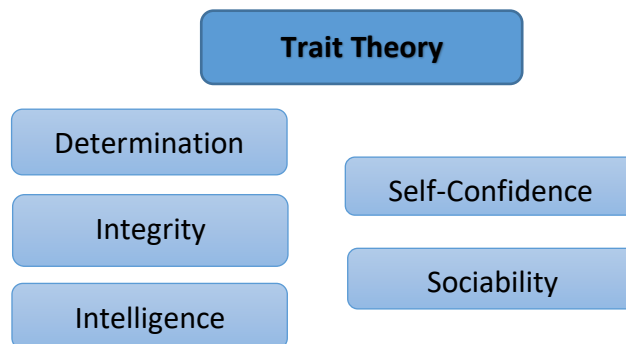 Trait Theory
Determination
Integrity
Intelligence
Self-Confidence
Sociability